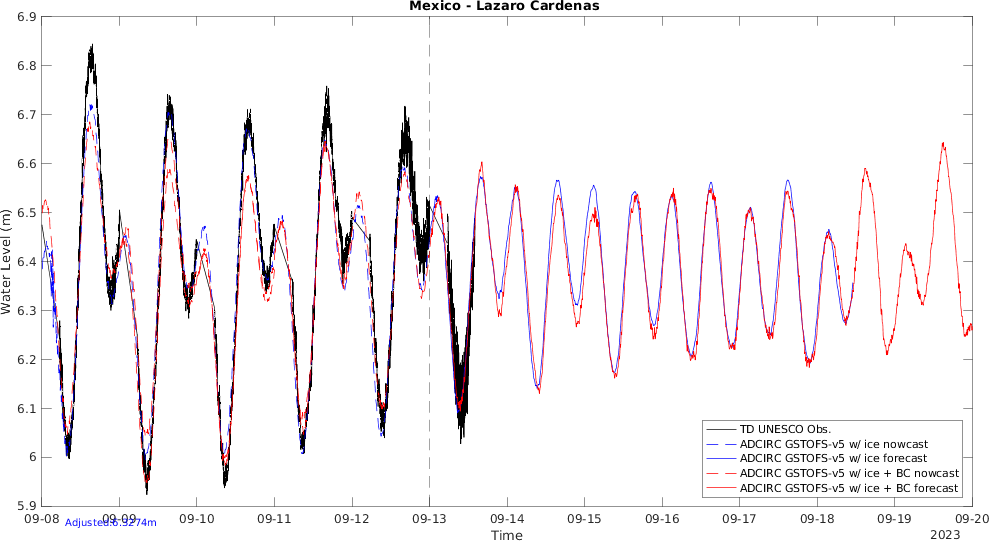 Mexico - Lazaro Cardenas
Water Level (m)
6.9
6.8
6.7
6.6
6.5
6.4
6.3
6.2
6.1
6
5.9
TD UNESCO Obs.
ADCIRC GSTOFS-v5 w/ ice nowcast
ADCIRC GSTOFS-v5 w/ ice forecast
ADCIRC GSTOFS-v5 w/ ice + BC nowcast
ADCIRC GSTOFS-v5 w/ ice + BC forecast
09-08 09-09 09-10 09-11 09-12 09-13 09-14 09-15 09-16 09-17 09-18 09-19 09-20
Adjusted:6.3274m
Time
2023